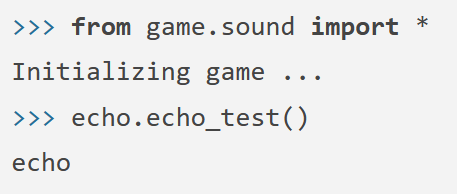 >>> from game.sound import *
Initializing game ...
>>> echo.echo_test()
echo